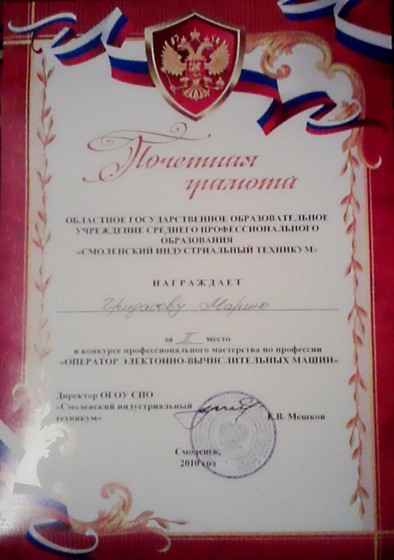 Почетная
грамота
ОБЛАСТНОЕ ГОСУДАРСТВЕННОЕ ОБРАЗОВАТЕЛЬНОЕ
УЧРЕЖДЕНИЕ СРЕДНЕГО ПРОФЕССИОНАЛЬНОГО
ОБРАЗОВАНИЯ
«СМОЛЕНСКИЙ ИНДУСТРИАЛЬНЫЙ ТЕХНИКУМ»
НАГРАЖДАЕТ
Марину
за II место
в конкурсе профессионального мастерства по профессии
«ОПЕРАТОР ЭЛЕКТОННО-ВЫЧИСЛИТЕЛЬНЫХ МАШИН»
Директор ОГОУ СПО
«Смоленский индустриальный
техникум» Е.В. Мешков
Смоленск,
2010 год